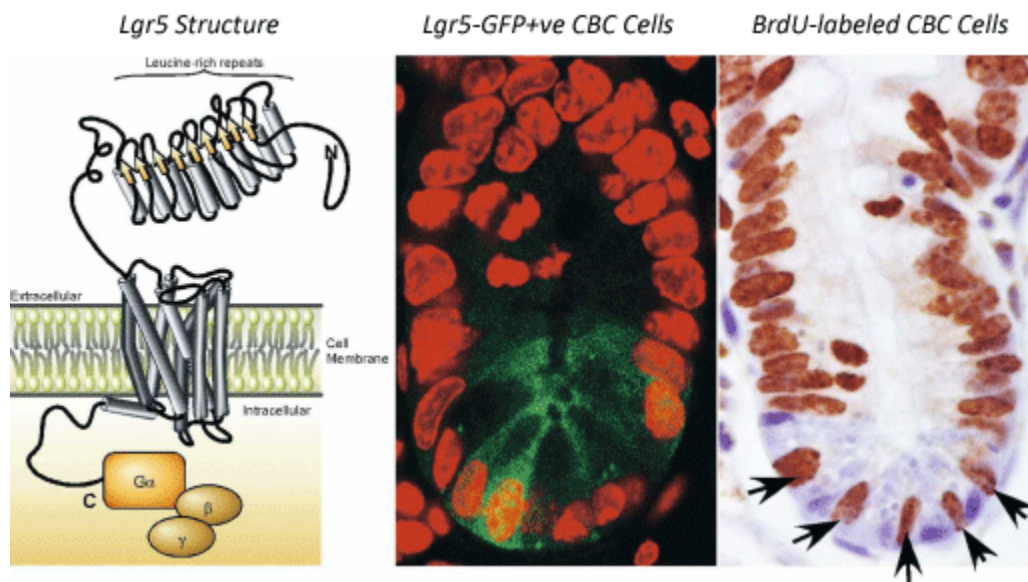 Lgr5 Structure
Lgr5-GFP+ve CBC Cells
BrdU-labeled CBC Cells
Leucine-rich repeats
N
Extracellular
Cell
Membrane
Intracellular
C
Gα
β
γ